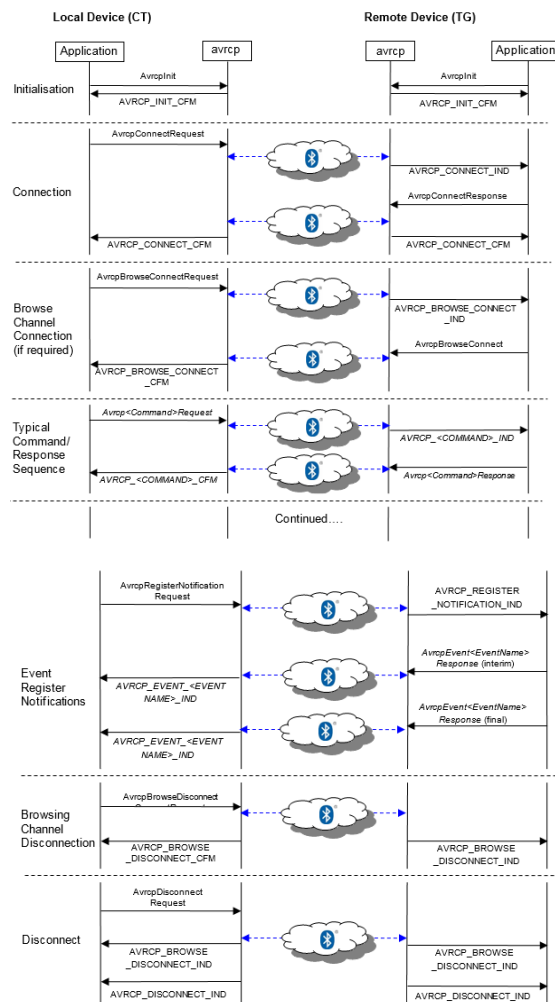 Local Device (CT)
Remote Device (TG)
Application
avrcp
avrcp
Application
Initialisation
AvrcpInit
AvrcpInit
AVRCP_INIT_CFM
AVRCP_INIT_CFM
AvrcpConnectRequest
AVRCP_CONNECT_IND
Connection
AvrcpConnectResponse
AVRCP_CONNECT_CFM
AVRCP_CONNECT_CFM
AvrcpBrowseConnectRequest
Browse
Channel
Connection
(if required)
AVRCP_BROWSE_CONNECT
_IND
AvrcpBrowseConnect
AVRCP_BROWSE_CONNECT
_CFM
Typical
Command/
Response
Sequence
Avrcp<Command>Request
AVRCP_<COMMAND>_IND
AVRCP_<COMMAND>_CFM
Avrcp<Command>Response
Continued....
AvrcpRegisterNotification
Request
AVRCP_REGISTER
_NOTIFICATION_IND
Event
Register
Notifications
AvrcpEvent<EventName>
Response (interim)
AVRCP_EVENT_<EVENT
NAME>_IND
AvrcpEvent<EventName>
Response (final)
AVRCP_EVENT_<EVENT
NAME>_IND
Browsing
Channel
Disconnection
AvrcpBrowseDisconnect
AVRCP_BROWSE
_DISCONNECT_CFM
AVRCP_BROWSE
_DISCONNECT_IND
Disconnect
AvrcpDisconnect
Request
AVRCP_BROWSE
_DISCONNECT_IND
AVRCP_BROWSE
_DISCONNECT_IND
AVRCP_DISCONNECT_IND
AVRCP_DISCONNECT_IND